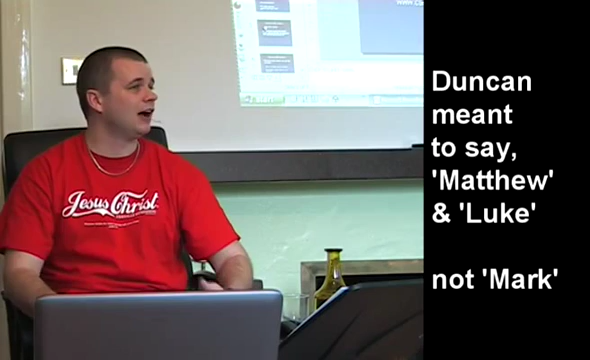 Jesus Christ
Duncan
meant
to say,
'Matthew'
& 'Luke'
not 'Mark'